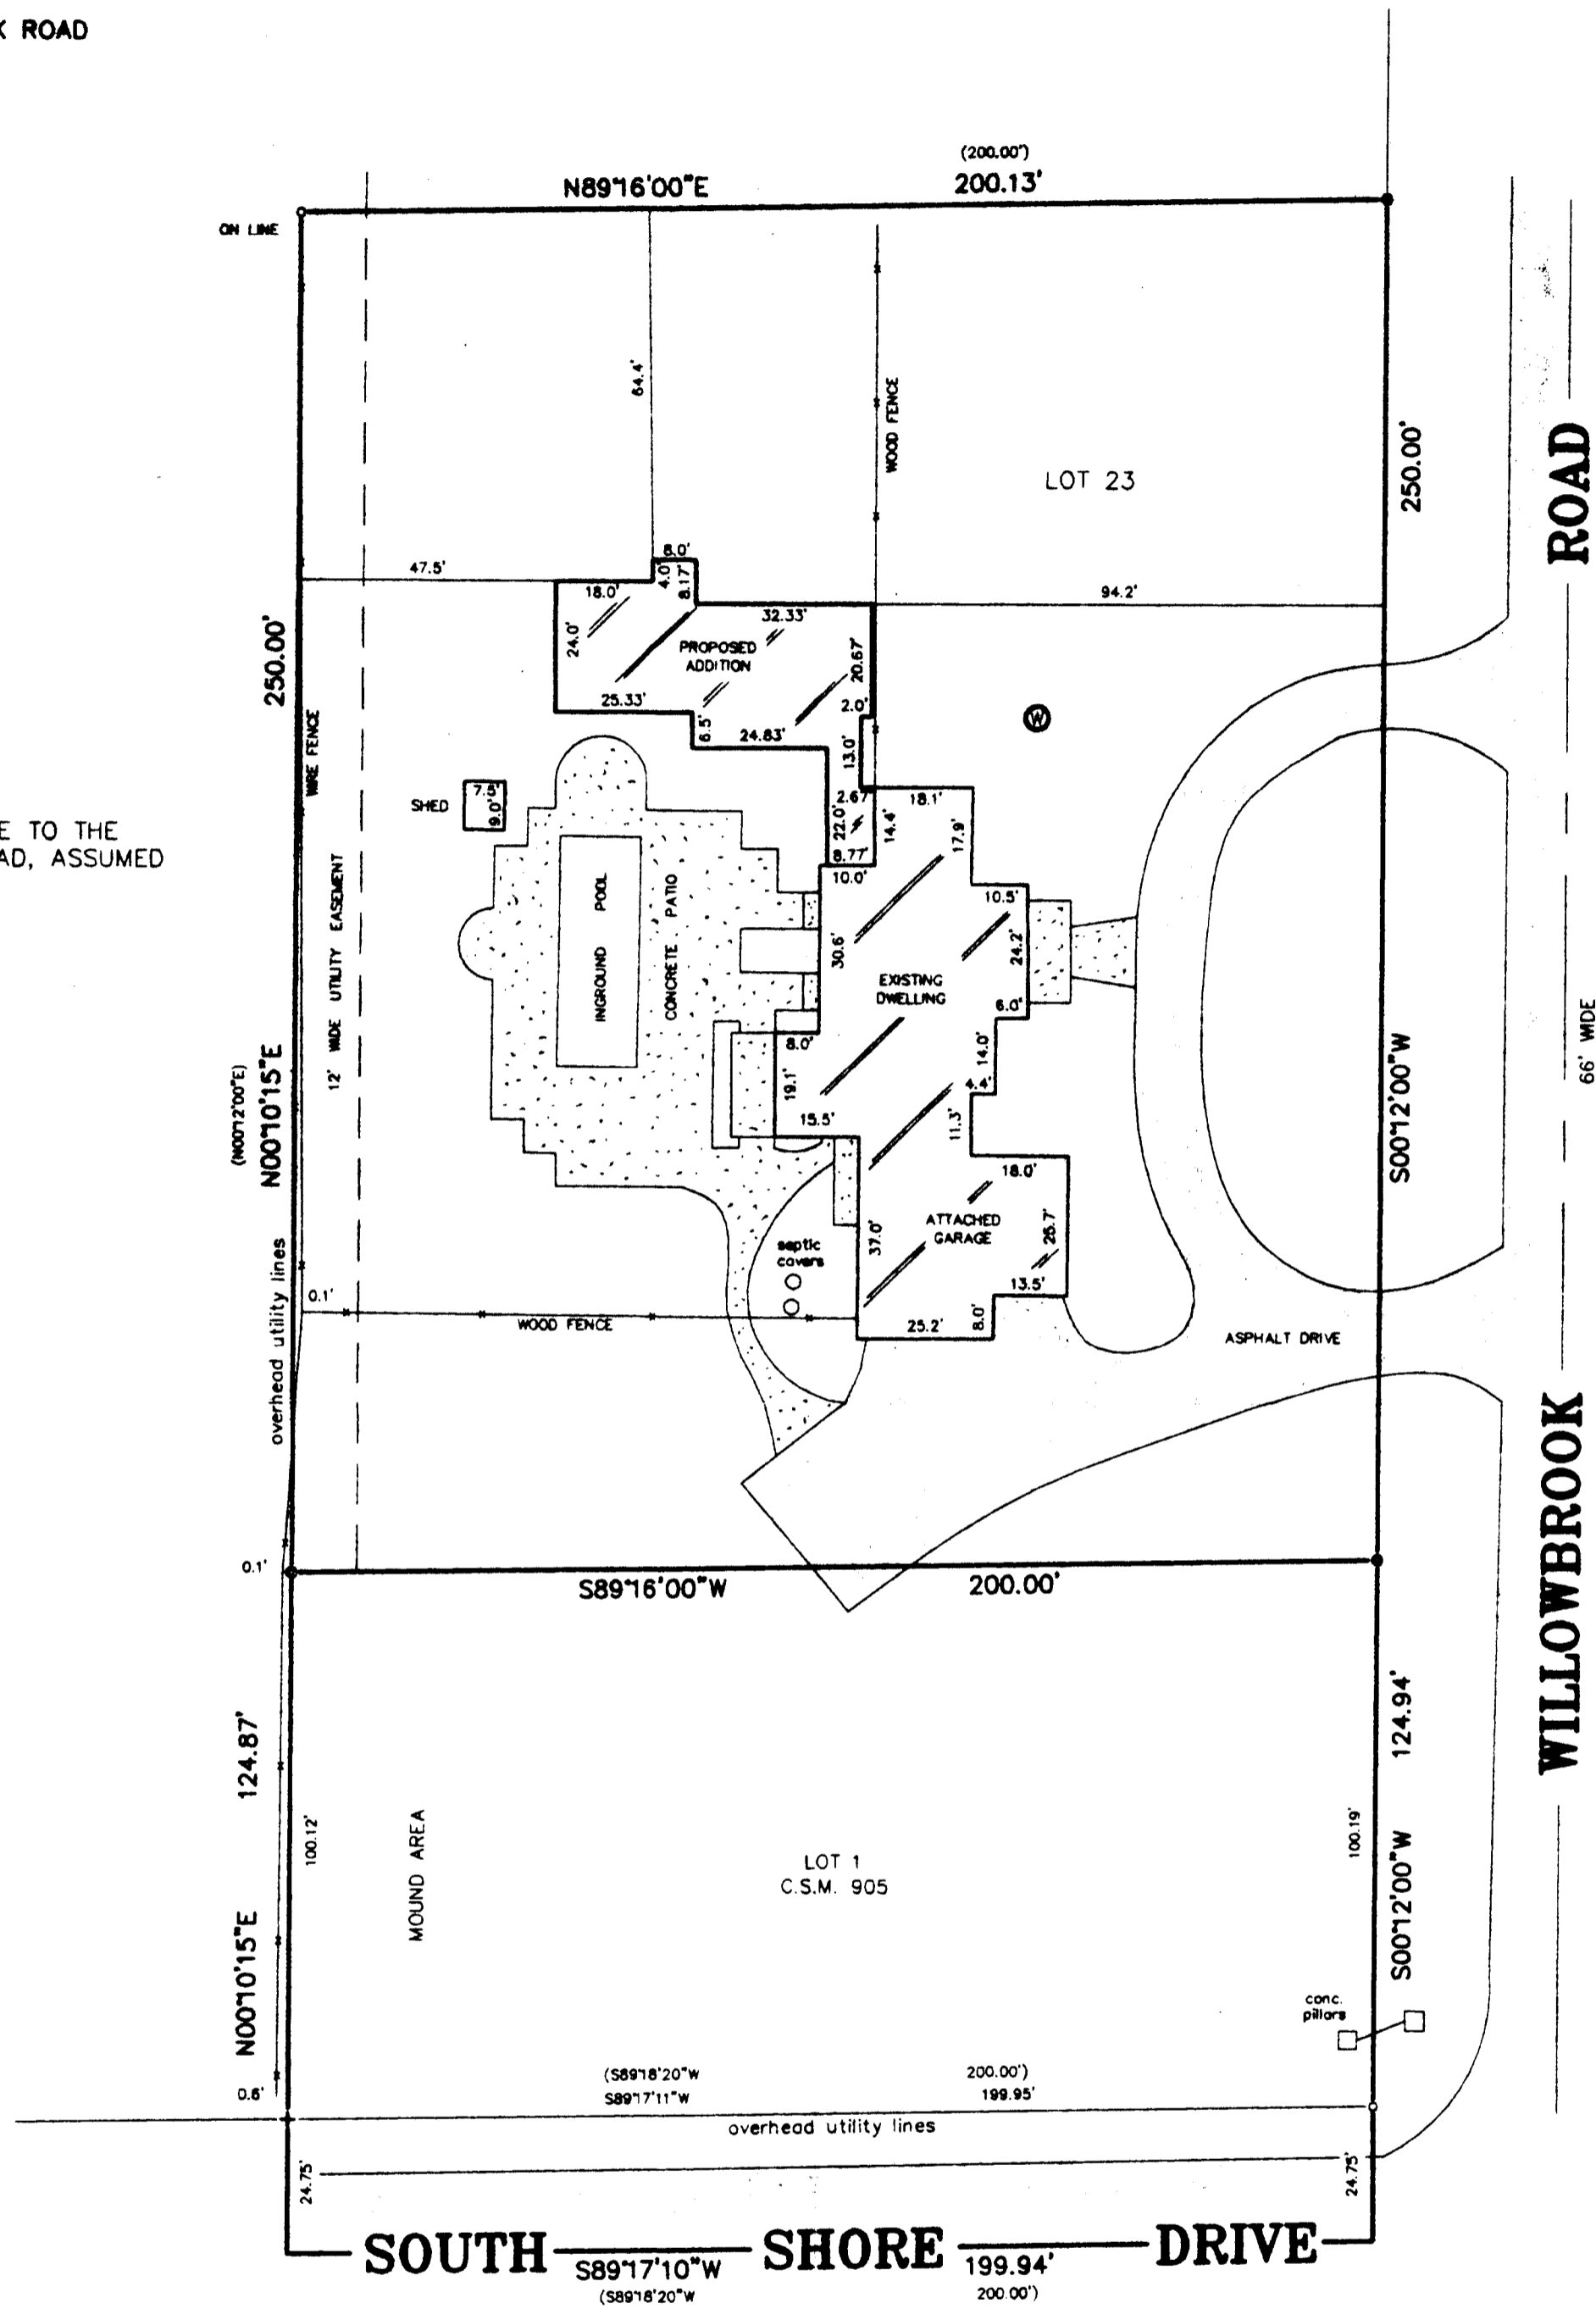 K ROAD
(200.00')
N89°16'00"E 200.13'
ON LINE
64.4'
WOOD FENCE
LOT 23
250.00'
ROAD
47.5'
8.0'
4.0'
8.17'
18.0'
24.0'
32.33'
94.2'
PROPOSED
ADDITION
20.67'
25.33'
2.0'
6.5'
24.83'
13.0'
W
250.00'
WIRE FENCE
SHED
7.5'
9.0'
2.67'
18.1'
22.0'
14.4'
17.9'
8.77'
10.0'
10.5'
E TO THE
AD, ASSUMED
12' WIDE UTILITY EASEMENT
INGROUND POOL
CONCRETE PATIO
30.6'
24.2'
EXISTING
DWELLING
6.0'
14.0'
8.0'
4.4'
19.1'
15.5'
11.3'
66' WIDE
(N00°12'00"E)
N00°10'15"E
S00°12'00"W
18.0'
37.0'
ATTACHED
GARAGE
26.7'
septic
covers
13.5'
25.2'
8.0'
overhead utility lines
0.1'
WOOD FENCE
ASPHALT DRIVE
WILLOWBROOK
0.1'
S89°16'00"W 200.00'
124.87'
124.94'
100.12'
MOUND AREA
LOT 1
C.S.M. 905
100.19'
N00°10'15"E
S00°12'00"W
conc.
pillars
0.6'
(S89°18'20"W 200.00')
S89°17'11"W 199.95'
overhead utility lines
24.75'
24.75'
SOUTH SHORE DRIVE
S89°17'10"W 199.94'
(S89°18'20"W 200.00')